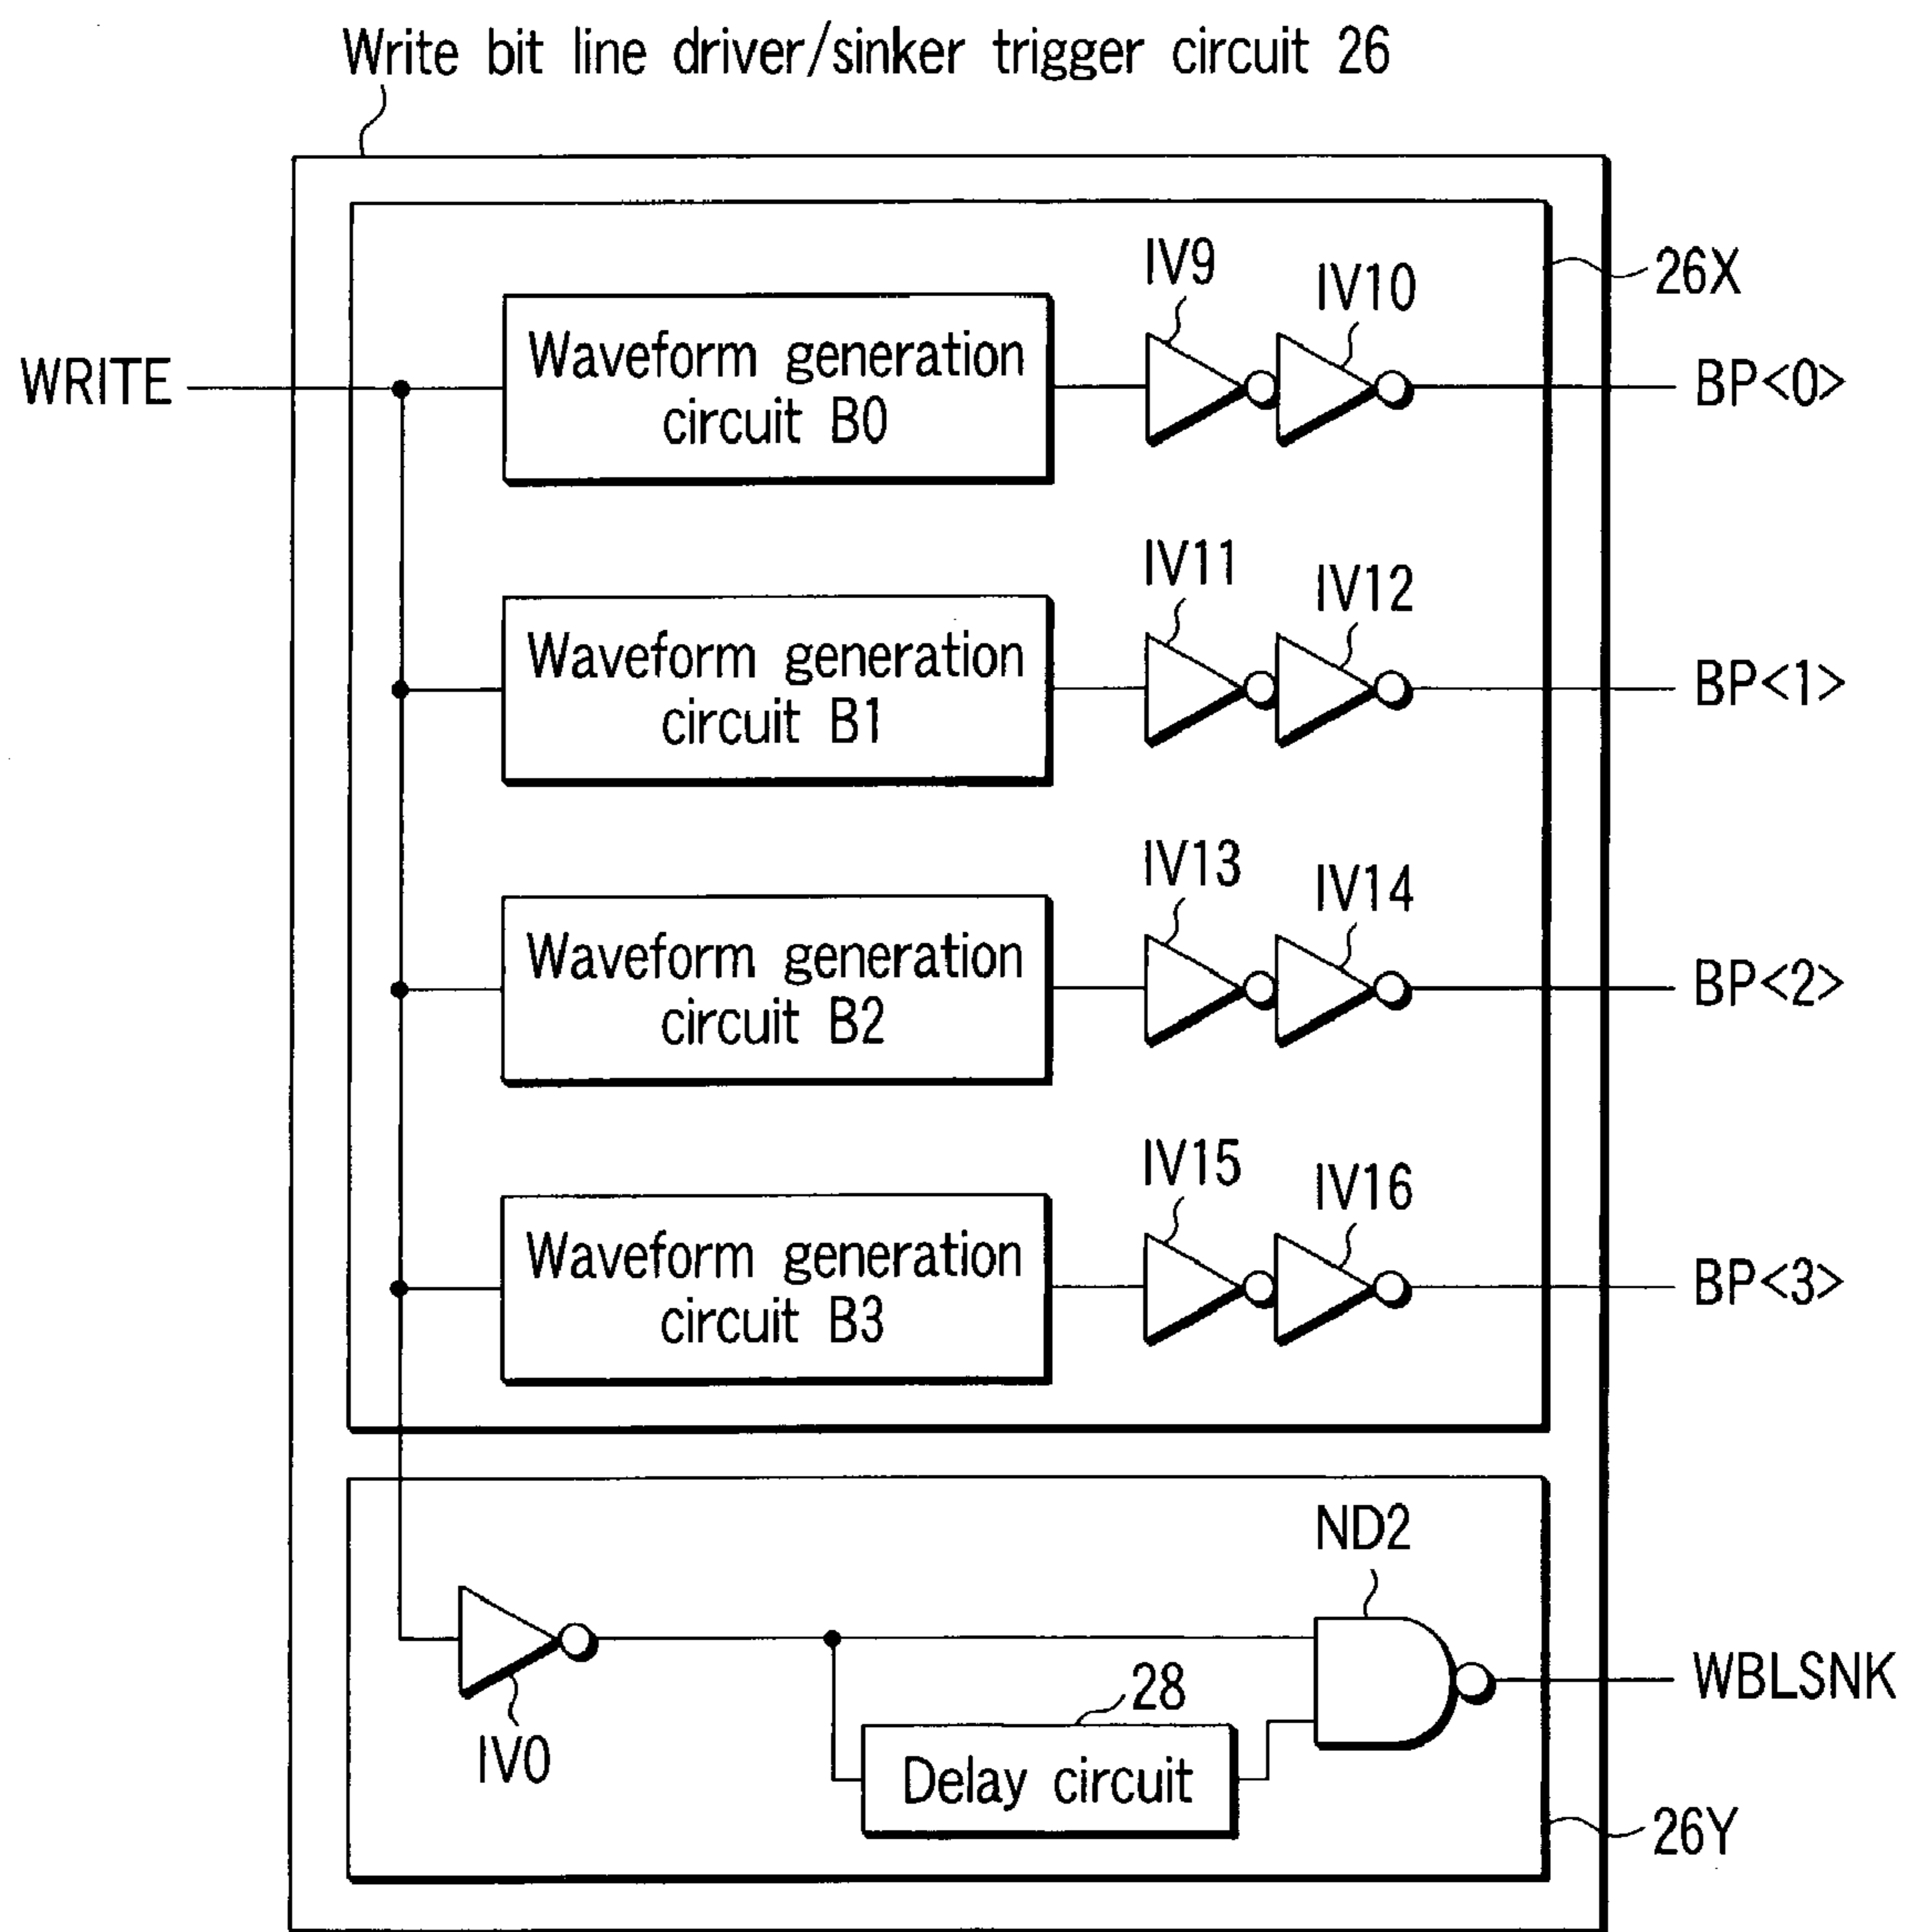 Write bit line driver/sinker trigger circuit 26
26X
IV9
IV10
WRITE
Waveform generation
circuit B0
BP<0>
IV11
IV12
Waveform generation
circuit B1
BP<1>
IV13
IV14
Waveform generation
circuit B2
BP<2>
IV15
IV16
Waveform generation
circuit B3
BP<3>
ND2
IV0
28
Delay circuit
WBLSNK
26Y